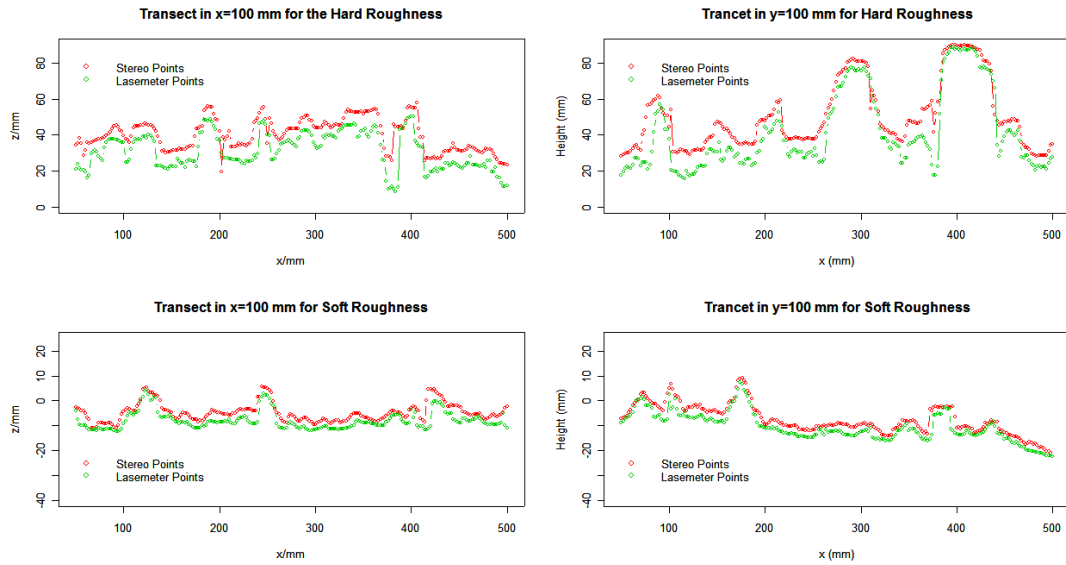 Transect in x=100 mm for the Hard Roughness
z/mm
80
60
40
20
0
Stereo Points
Lasemeter Points
100
200
300
400
500
x/mm
Trancet in y=100 mm for Hard Roughness
Height (mm)
80
60
40
20
0
Stereo Points
Lasemeter Points
100
200
300
400
500
x (mm)
Transect in x=100 mm for Soft Roughness
z/mm
20
10
0
-20
-40
Stereo Points
Lasemeter Points
100
200
300
400
500
x/mm
Trancet in y=100 mm for Soft Roughness
Height (mm)
20
10
0
-20
-40
Stereo Points
Lasemeter Points
100
200
300
400
500
x (mm)